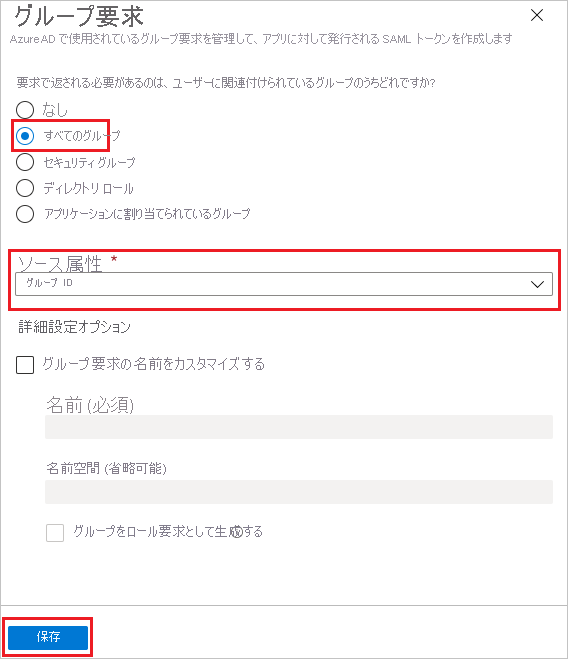 グループ要求
Azure AD で使用されているグループ要求を管理して、アプリに対して発行される SAML トークンを作成します
要求で返される必要があるのは、ユーザーに関連付けられているグループのうちどれですか?
なし
すべてのグループ
セキュリティ グループ
ディレクトリ ロール
アプリケーションに割り当てられているグループ
ソース属性 *
グループ ID
詳細設定オプション
グループ要求の名前をカスタマイズする
名前 (必須)
名前空間 (省略可能)
グループをロール要求として生成する
保存